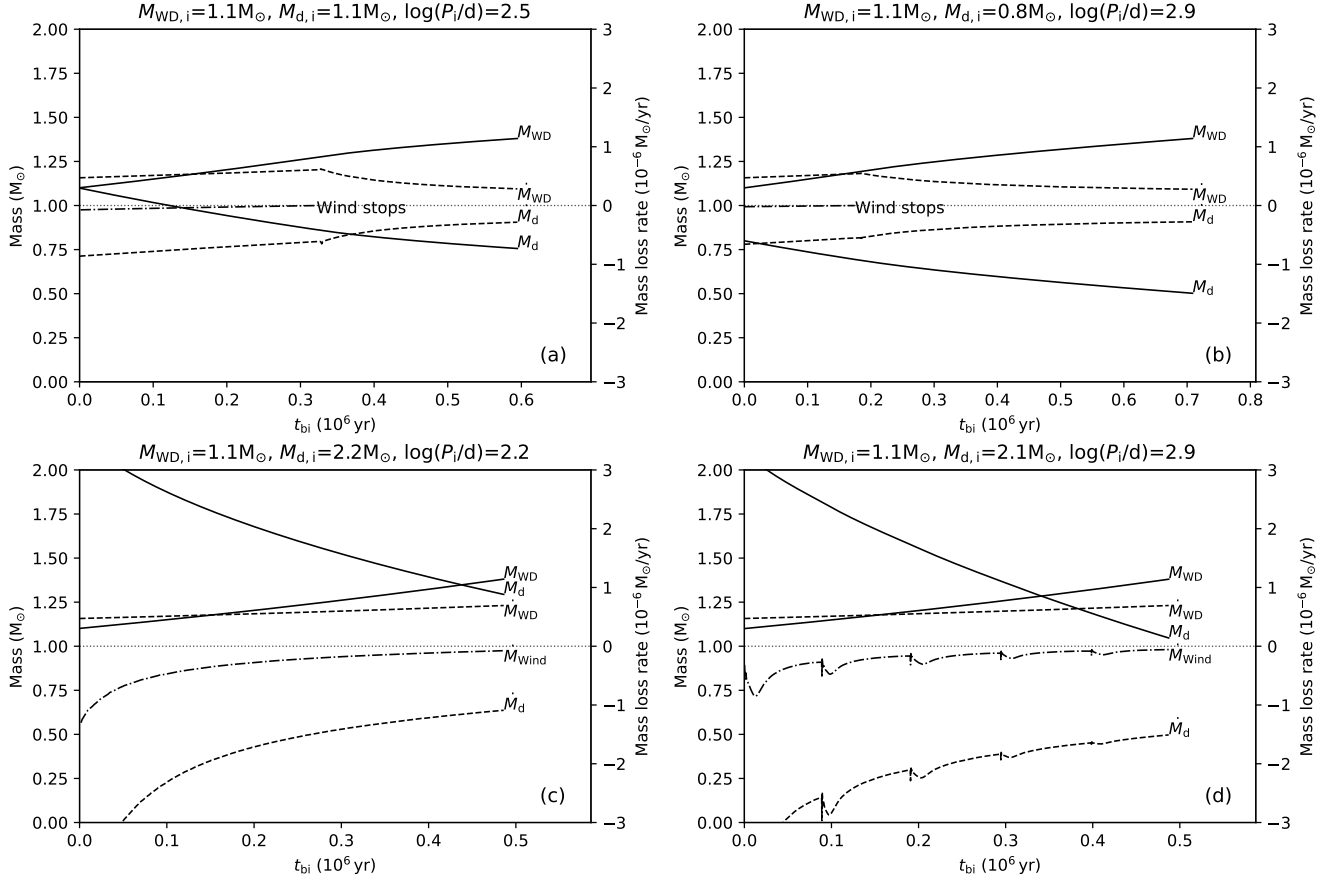 M_WD, i=1.1M⊙, M_d, i=1.1M⊙, log(P_i/d)=2.5
2.00
1.75
1.50
1.25
1.00
0.75
0.50
0.25
0.00
Mass (M⊙)
3
2
1
0
−1
−2
−3
Mass loss rate (10⁻⁶ M⊙/yr)
M_WD
Ṁ_WD
Wind stops
Ṁ_d
M_d
(a)
0.0 0.1 0.2 0.3 0.4 0.5 0.6
t_bi (10⁶ yr)
M_WD, i=1.1M⊙, M_d, i=0.8M⊙, log(P_i/d)=2.9
2.00
1.75
1.50
1.25
1.00
0.75
0.50
0.25
0.00
Mass (M⊙)
3
2
1
0
−1
−2
−3
Mass loss rate (10⁻⁶ M⊙/yr)
M_WD
Ṁ_WD
Wind stops
Ṁ_d
M_d
(b)
0.0 0.1 0.2 0.3 0.4 0.5 0.6 0.7 0.8
t_bi (10⁶ yr)
M_WD, i=1.1M⊙, M_d, i=2.2M⊙, log(P_i/d)=2.2
2.00
1.75
1.50
1.25
1.00
0.75
0.50
0.25
0.00
Mass (M⊙)
3
2
1
0
−1
−2
−3
Mass loss rate (10⁻⁶ M⊙/yr)
M_WD
M_d
Ṁ_WD
Ṁ_Wind
Ṁ_d
(c)
0.0 0.1 0.2 0.3 0.4 0.5
t_bi (10⁶ yr)
M_WD, i=1.1M⊙, M_d, i=2.1M⊙, log(P_i/d)=2.9
2.00
1.75
1.50
1.25
1.00
0.75
0.50
0.25
0.00
Mass (M⊙)
3
2
1
0
−1
−2
−3
Mass loss rate (10⁻⁶ M⊙/yr)
M_WD
Ṁ_WD
M_d
Ṁ_Wind
Ṁ_d
(d)
0.0 0.1 0.2 0.3 0.4 0.5
t_bi (10⁶ yr)